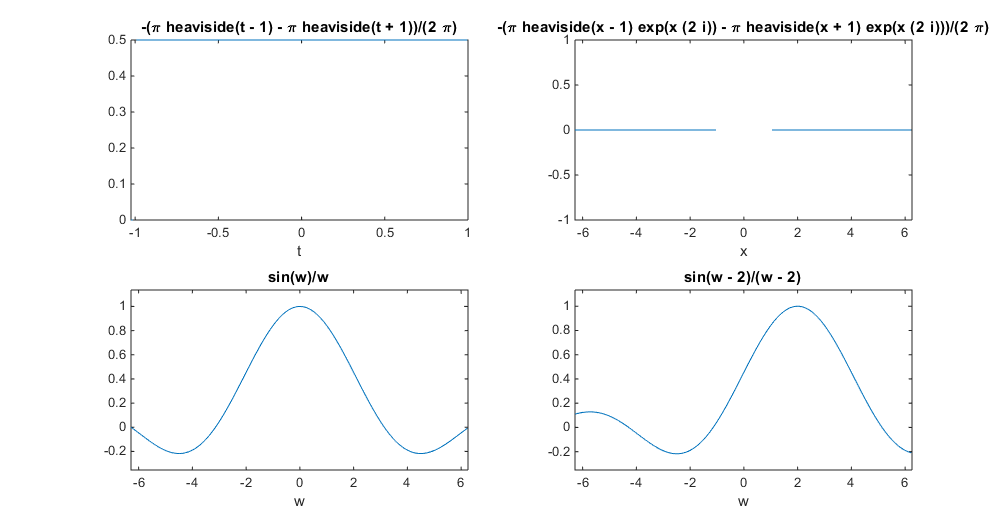 -(π heaviside(t - 1) - π heaviside(t + 1))/(2 π)
0.5
0.4
0.3
0.2
0.1
0
-1 -0.5 0 0.5 1
t
-(π heaviside(x - 1) exp(x (2 i)) - π heaviside(x + 1) exp(x (2 i)))/(2 π)
1
0.5
0
-0.5
-1
-6 -4 -2 0 2 4 6
x
sin(w)/w
1
0.8
0.6
0.4
0.2
0
-0.2
-6 -4 -2 0 2 4 6
w
sin(w - 2)/(w - 2)
1
0.8
0.6
0.4
0.2
0
-0.2
-6 -4 -2 0 2 4 6
w